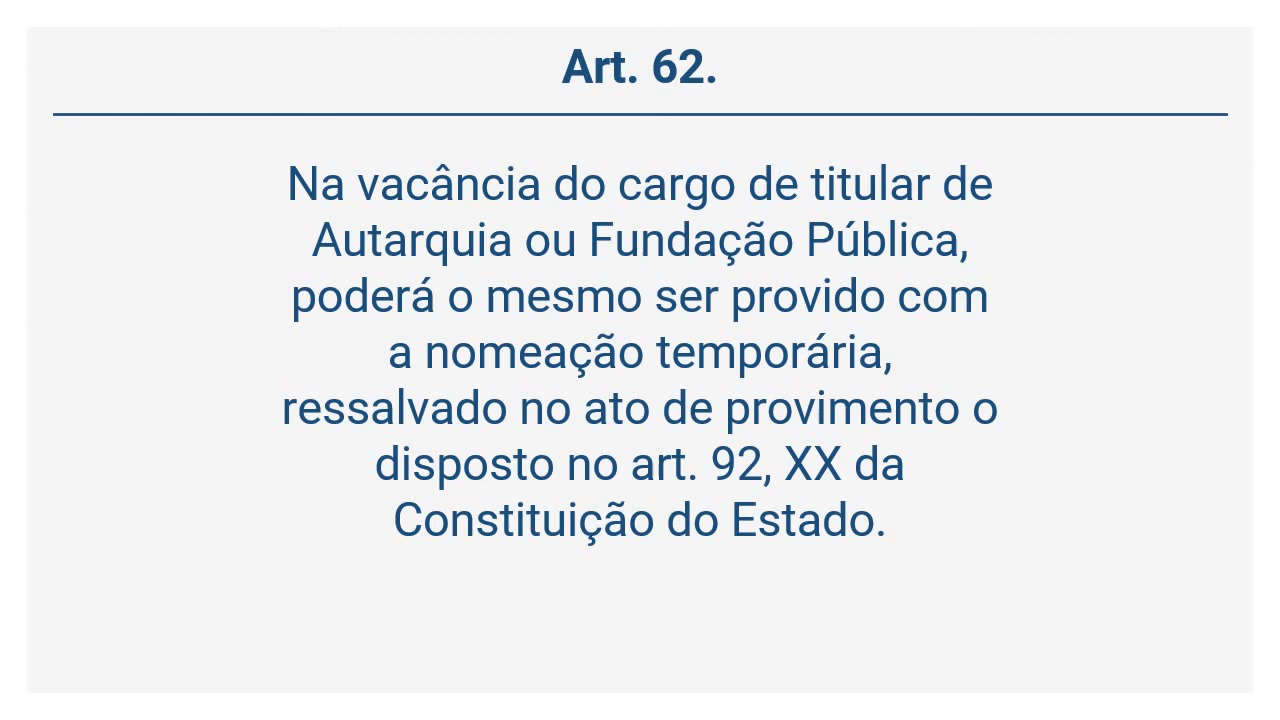 Art. 62.
Na vacância do cargo de titular de
Autarquia ou Fundação Pública,
poderá o mesmo ser provido com
a nomeação temporária,
ressalvado no ato de provimento o
disposto no art. 92, XX da
Constituição do Estado.